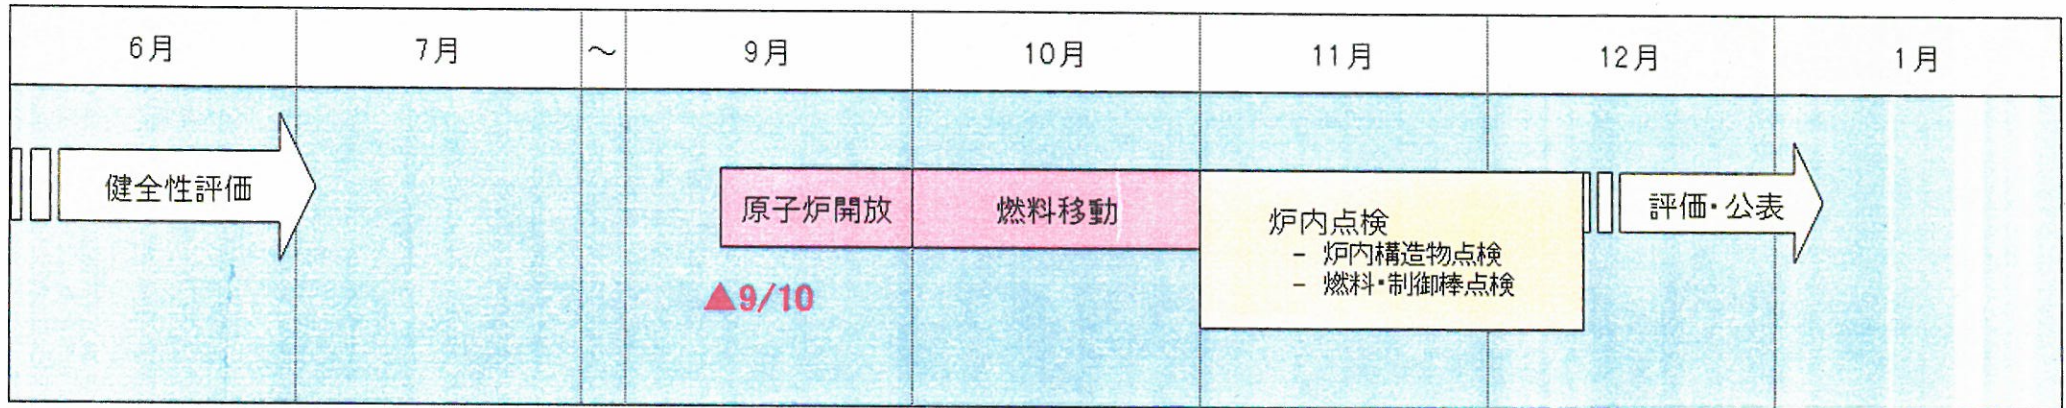 6月
7月
～
9月
10月
11月
12月
1月
健全性評価
原子炉開放
燃料移動
炉内点検
– 炉内構造物点検
– 燃料・制御棒点検
評価・公表
▲9/10